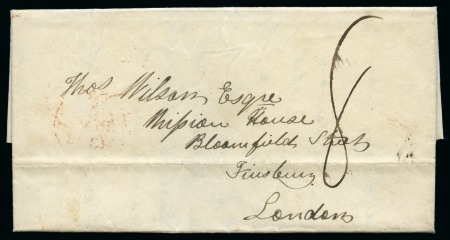 Thos Wilson Esqre
Mission House
Bloomfield Street
Finsbury
London
8